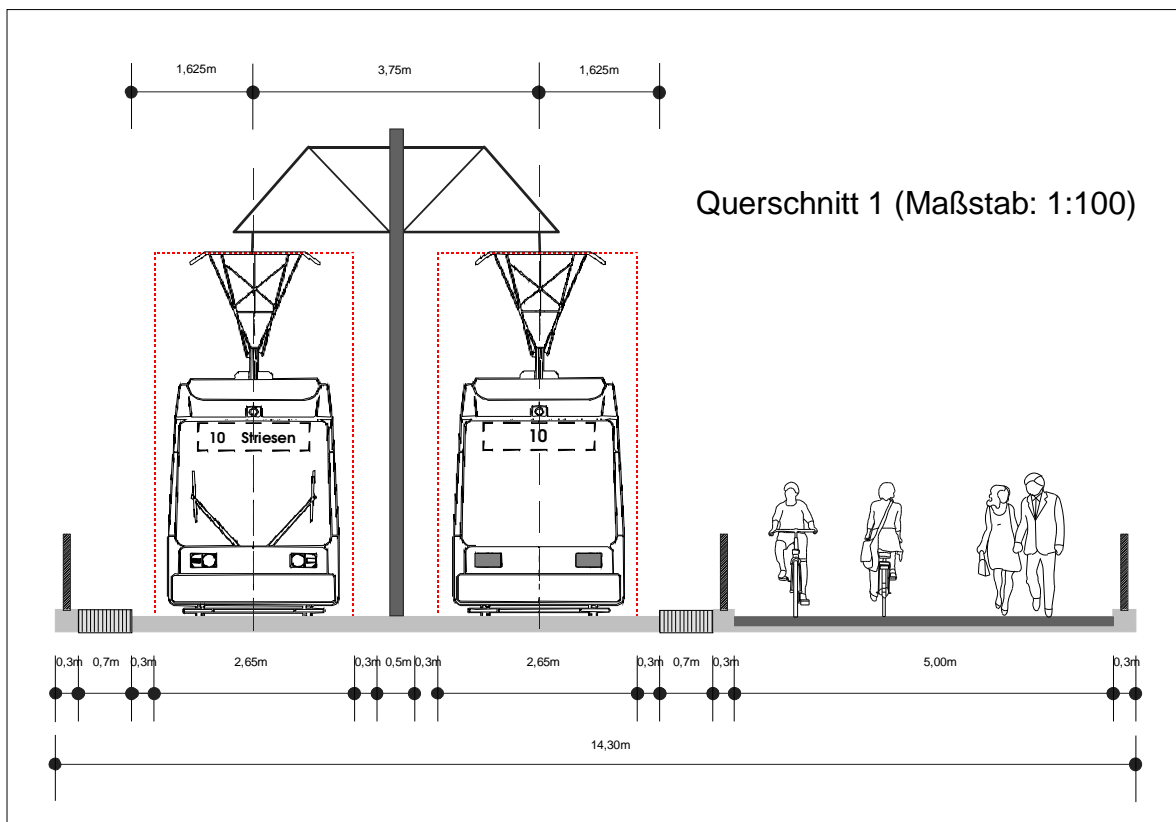 1,625m 3,75m 1,625m
Querschnitt 1 (Maßstab: 1:100)
10 Striesen 10
0,3m 0,7m 0,3m 2,65m 0,3m 0,5m 0,3m 2,65m 0,3m 0,7m 0,3m 5,00m 0,3m
14,30m